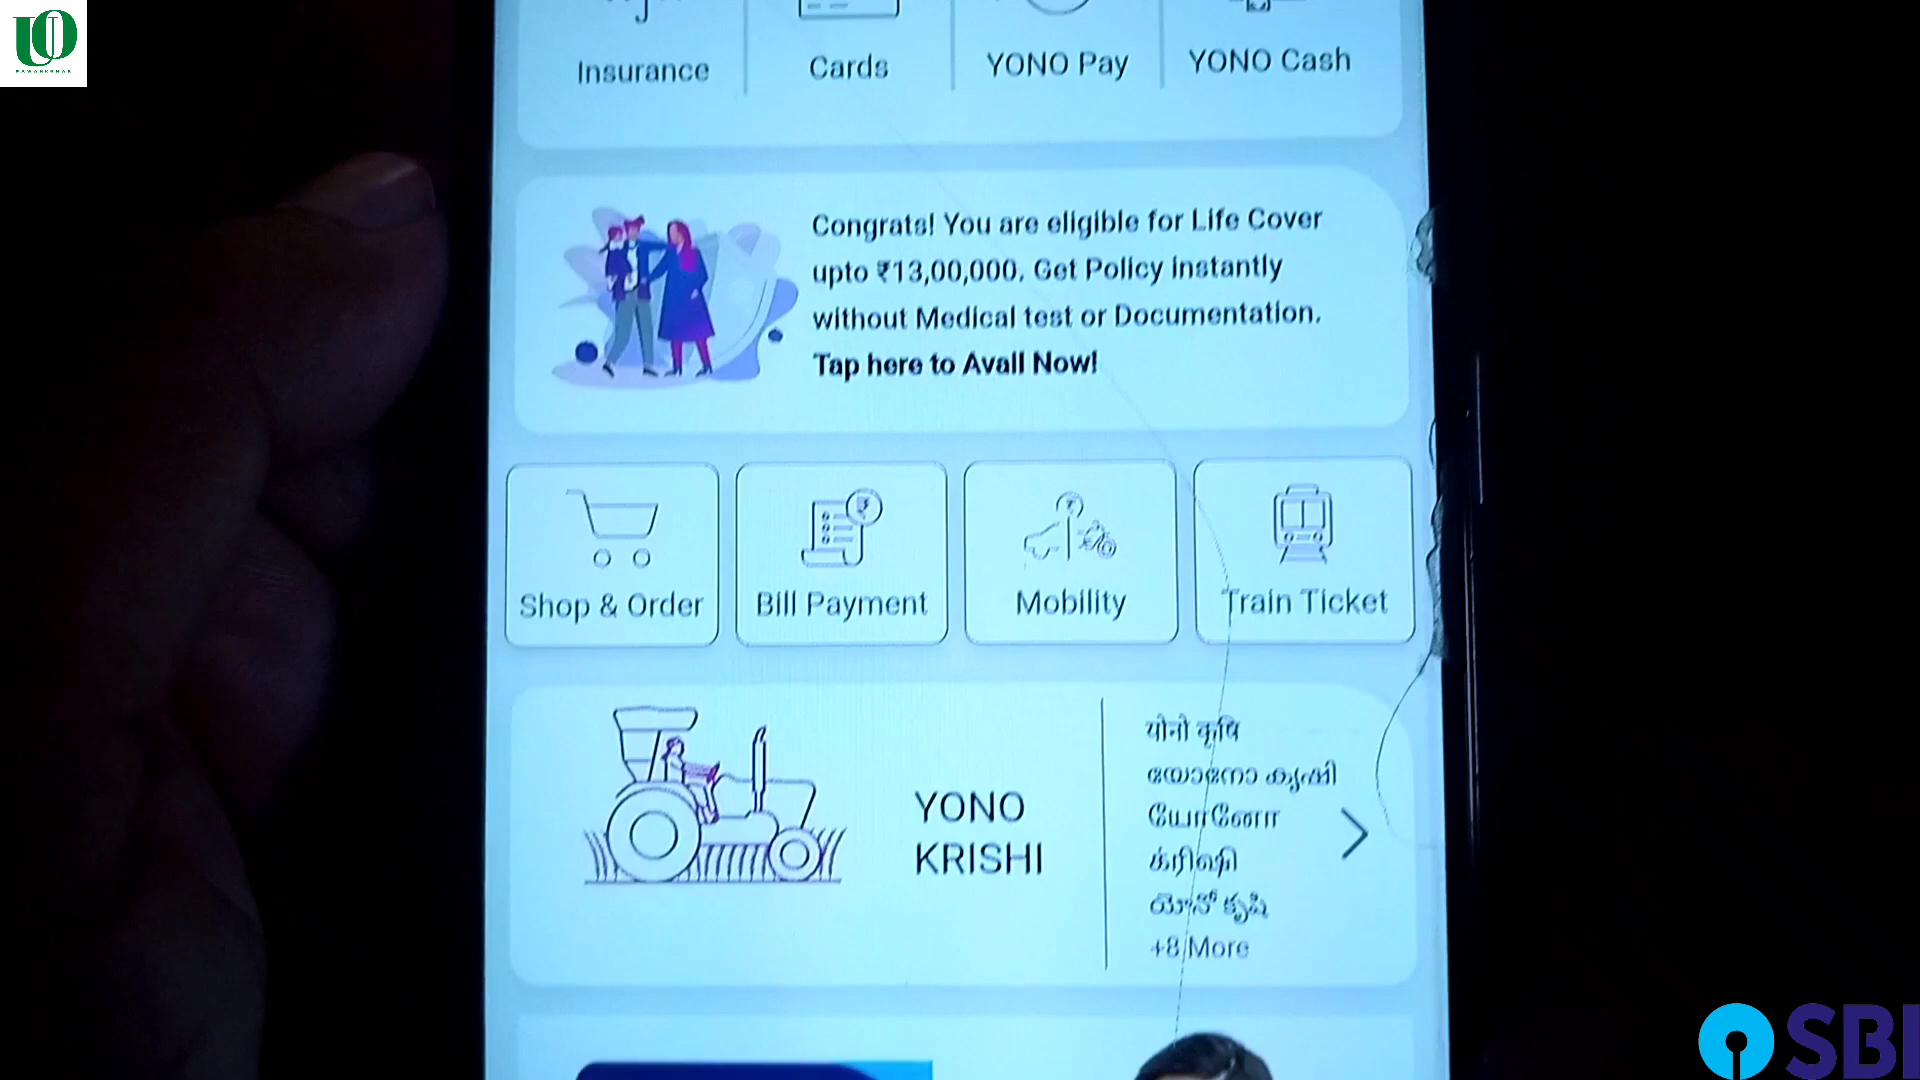 Insurance
Cards
YONO Pay
YONO Cash
Congrats! You are eligible for Life Cover
upto ₹13,00,000. Get Policy instantly
without Medical test or Documentation.
Tap here to Avail Now!
Shop & Order
Bill Payment
Mobility
Train Ticket
YONO
KRISHI
योनो कृषि
യോനോ കൃഷി
யோனோ
க்ரிஷி
యోనో కృషి
+8 More
SBI